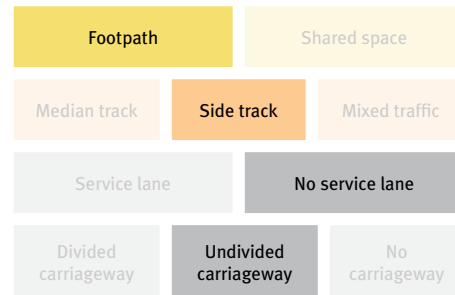 Footpath
Shared space
Median track
Side track
Mixed traffic
Service lane
No service lane
Divided
carriageway
Undivided
carriageway
No
carriageway